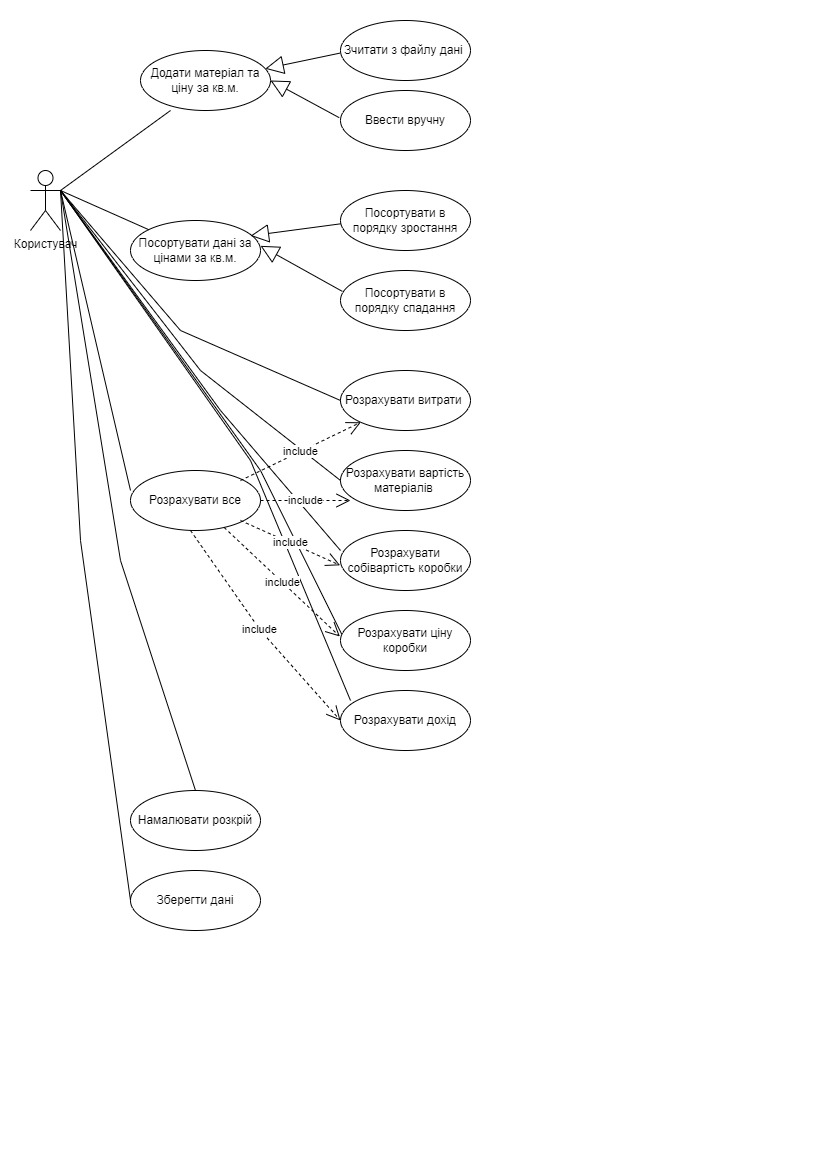 Зчитати з файлу дані
Додати матеріал та
ціну за кв.м.
Ввести вручну
Користувач
Посортувати в
порядку зростання
Посортувати дані за
цінами за кв.м.
Посортувати в
порядку спадання
Розрахувати витрати
include
Розрахувати вартість
матеріалів
Розрахувати все
include
include
Розрахувати
собівартість коробки
include
include
Розрахувати ціну
коробки
Розрахувати дохід
Намалювати розкрій
Зберегти дані